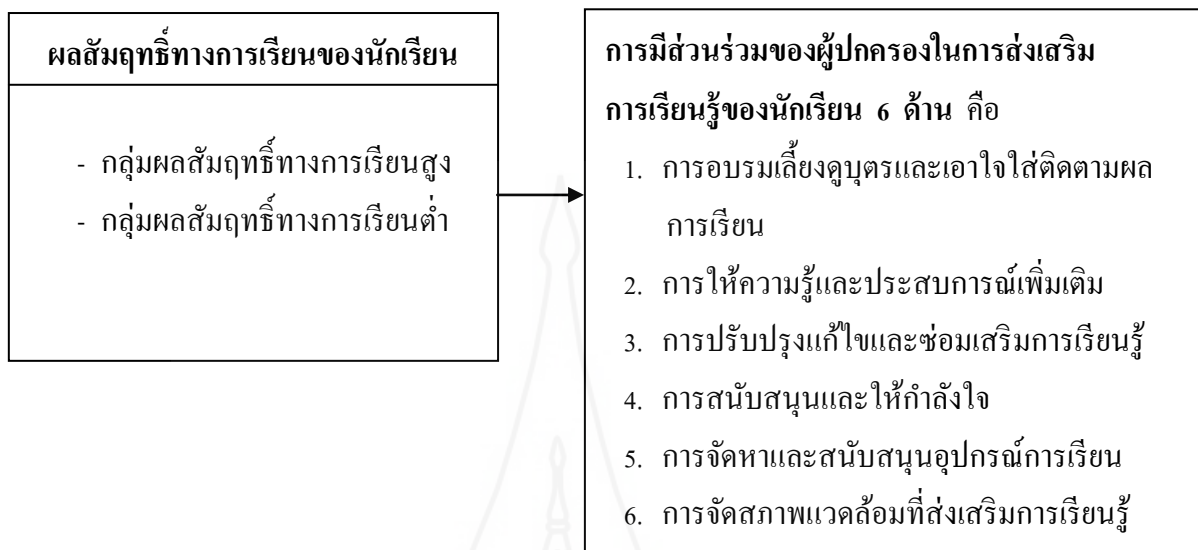 ผลสัมฤทธิ์ทางการเรียนของนักเรียน
- กลุ่มผลสัมฤทธิ์ทางการเรียนสูง
- กลุ่มผลสัมฤทธิ์ทางการเรียนต่ำ
การมีส่วนร่วมของผู้ปกครองในการส่งเสริม
การเรียนรู้ของนักเรียน 6 ด้าน คือ
1. การอบรมเลี้ยงดูบุตรและเอาใจใส่ติดตามผล
การเรียน
2. การให้ความรู้และประสบการณ์เพิ่มเติม
3. การปรับปรุงแก้ไขและซ่อมเสริมการเรียนรู้
4. การสนับสนุนและให้กำลังใจ
5. การจัดหาและสนับสนุนอุปกรณ์การเรียน
6. การจัดสภาพแวดล้อมที่ส่งเสริมการเรียนรู้